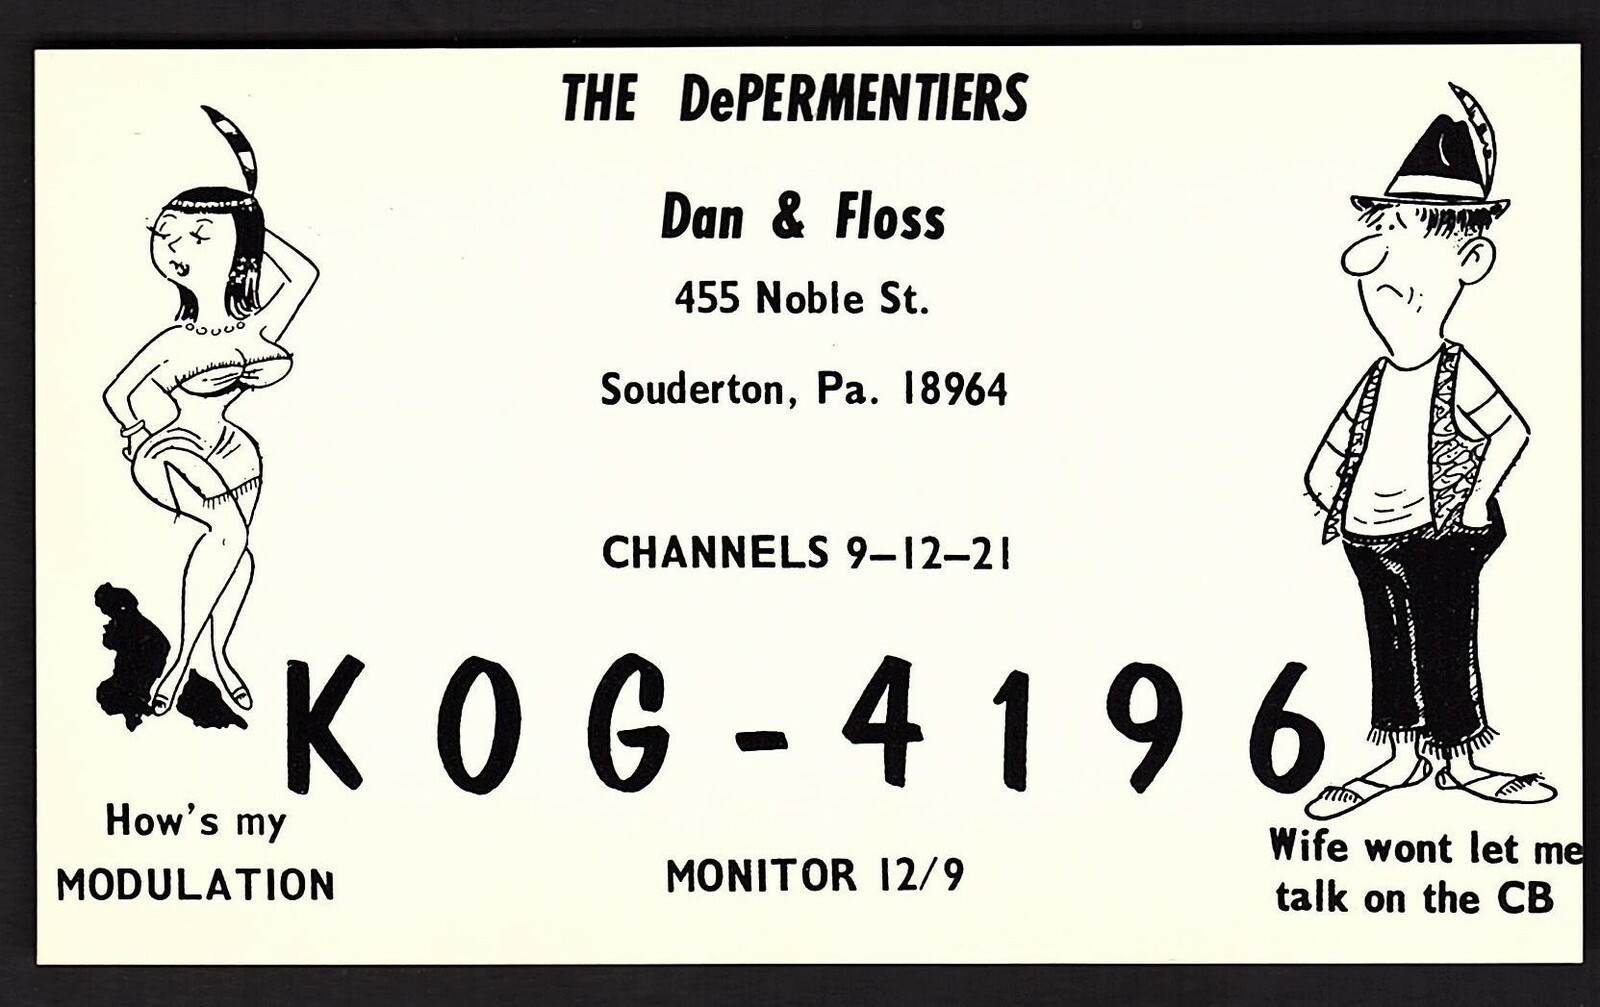 THE DePERMENTIERS
Dan & Floss
455 Noble St.
Souderton, Pa. 18964
CHANNELS 9-12-21
KOG-4196
How's my
MODULATION
MONITOR 12/9
Wife wont let me
talk on the CB